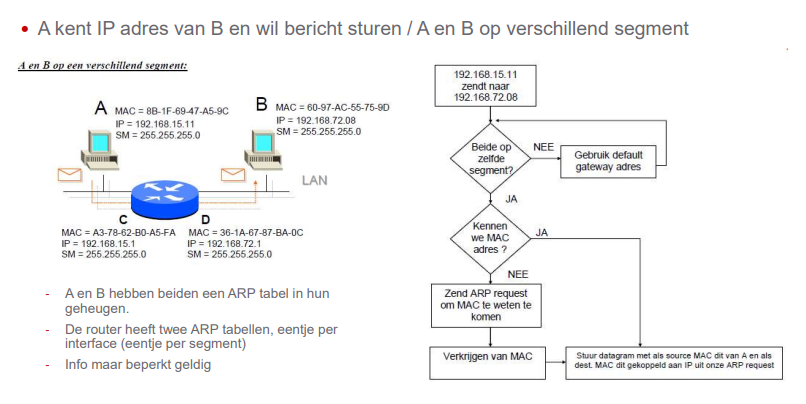 • A kent IP adres van B en wil bericht sturen / A en B op verschillend segment
A en B op een verschillend segment:
A
MAC = 8B-1F-69-47-A5-9C
IP = 192.168.15.11
SM = 255.255.255.0
B
MAC = 60-97-AC-55-75-9D
IP = 192.168.72.08
SM = 255.255.255.0
LAN
C
MAC = A3-78-62-B0-A5-FA
IP = 192.168.15.1
SM = 255.255.255.0
D
MAC = 36-1A-67-87-BA-0C
IP = 192.168.72.1
SM = 255.255.255.0
- A en B hebben beiden een ARP tabel in hun
geheugen.
- De router heeft twee ARP tabellen, eentje per
interface (eentje per segment)
- Info maar beperkt geldig
192.168.15.11
zendt naar
192.168.72.08
Beide op
zelfde
segment?
NEE
Gebruik default
gateway adres
JA
Kennen
we MAC
adres ?
JA
NEE
Zend ARP request
om MAC te weten te
komen
Verkrijgen van MAC
Stuur datagram met als source MAC dit van A en als
dest. MAC dit gekoppeld aan IP uit onze ARP request